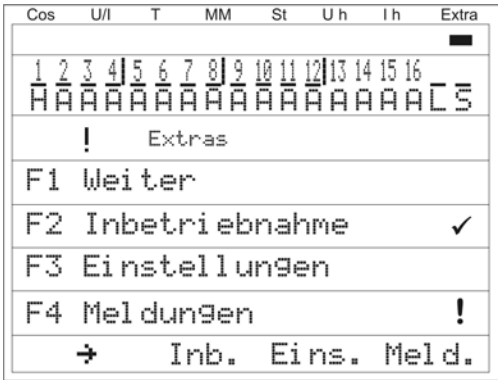 Cos U/I T MM St U h I h Extra
1 2 3 4 5 6 7 8 9 10 11 12 13 14 15 16
A A A A A A A A A A A A A A A A L S
! Extras
F1 Weiter
F2 Inbetriebnahme ✓
F3 Einstellungen
F4 Meldungen !
→ Inb. Eins. Meld.